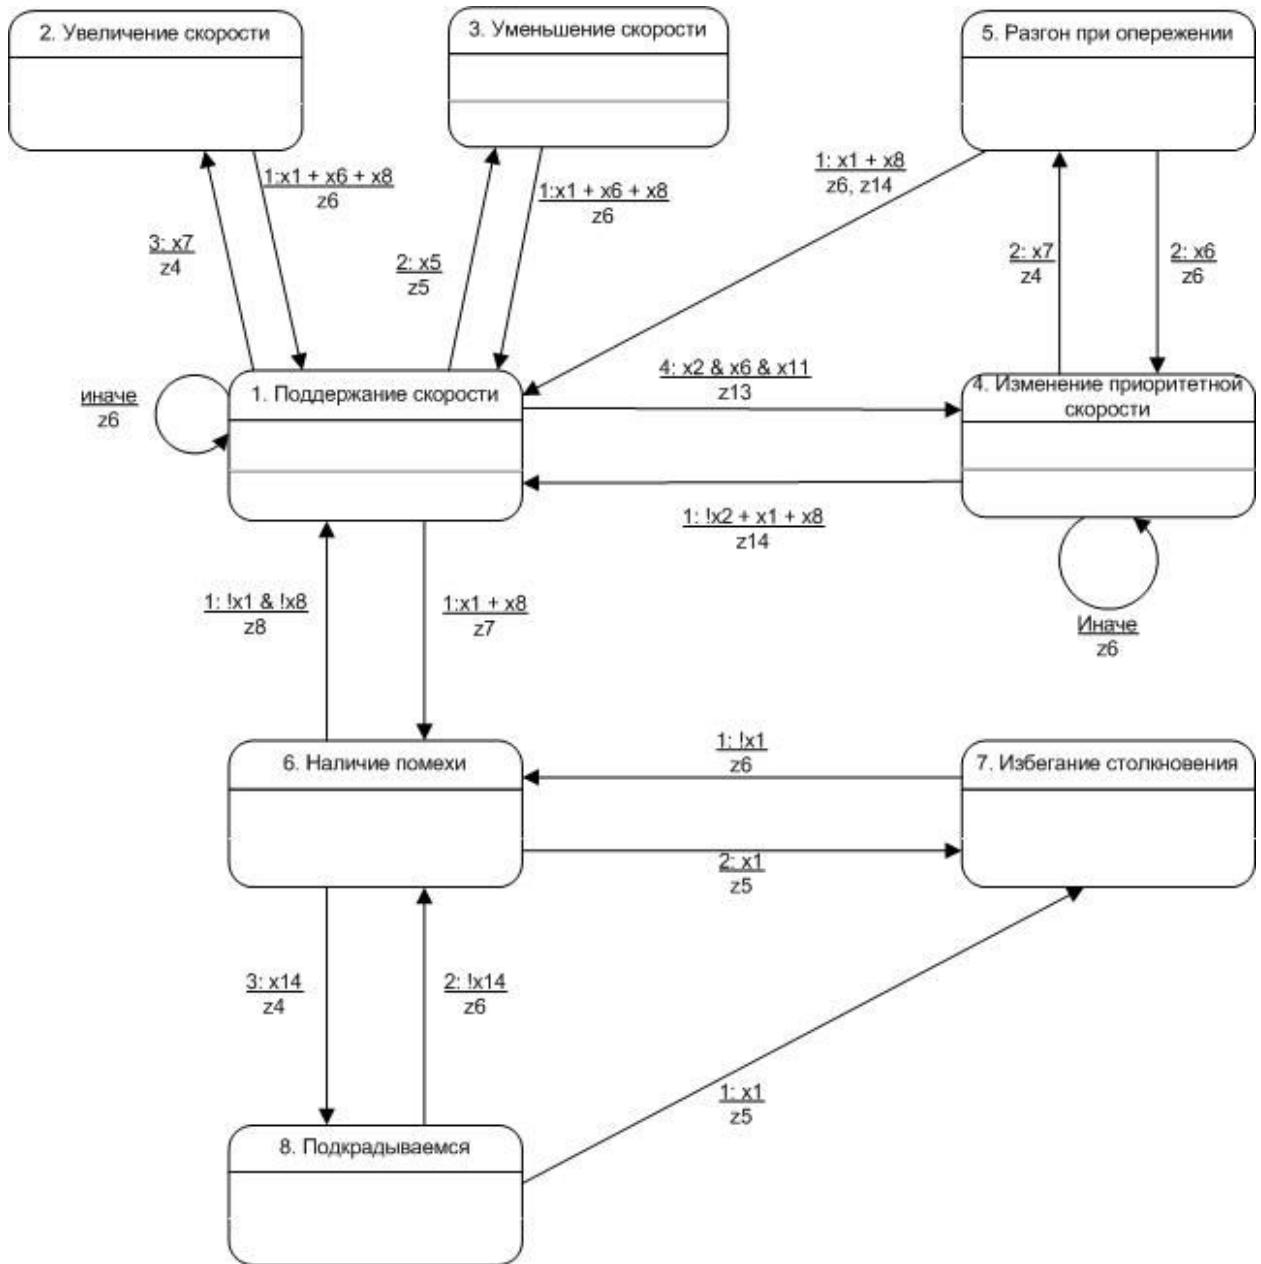 2. Увеличение скорости
3. Уменьшение скорости
5. Разгон при опережении
1:x1 + x6 + x8
z6
3: x7
z4
2: x5
z5
1:x1 + x6 + x8
z6
1: x1 + x8
z6, z14
2: x7
z4
2: x6
z6
иначе
z6
1. Поддержание скорости
4: x2 & x6 & x11
z13
4. Изменение приоритетной
скорости
1: !x2 + x1 + x8
z14
1: !x1 & !x8
z8
1:x1 + x8
z7
Иначе
z6
6. Наличие помехи
1: !x1
z6
7. Избегание столкновения
2: x1
z5
3: x14
z4
2: !x14
z6
1: x1
z5
8. Подкрадываемся